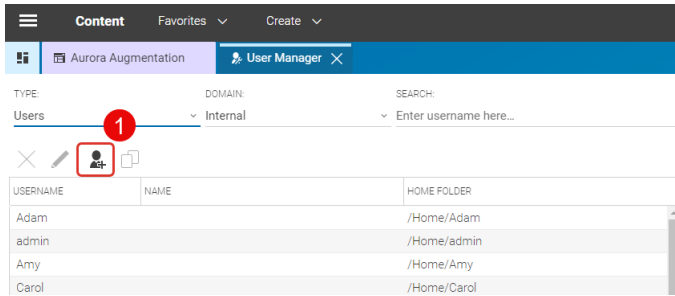 Content Favorites Create
Aurora Augmentation User Manager
TYPE: DOMAIN: SEARCH:
Users Internal Enter username here...
1
USERNAME NAME HOME FOLDER
Adam /Home/Adam
admin /Home/admin
Amy /Home/Amy
Carol /Home/Carol